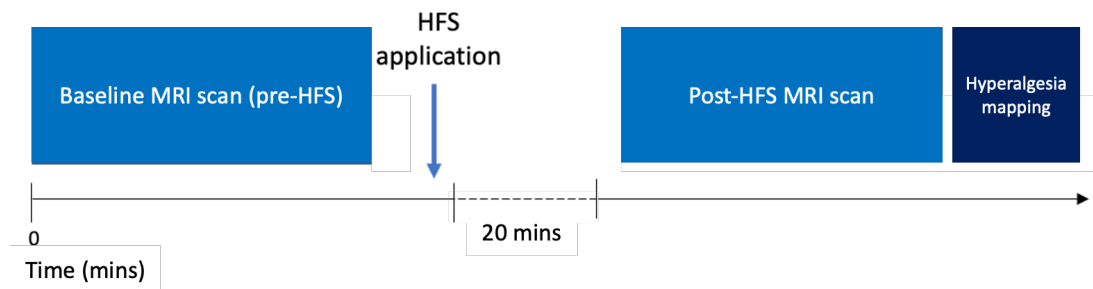 HFS
application
Baseline MRI scan (pre-HFS)
Post-HFS MRI scan
Hyperalgesia
mapping
20 mins
0
Time (mins)